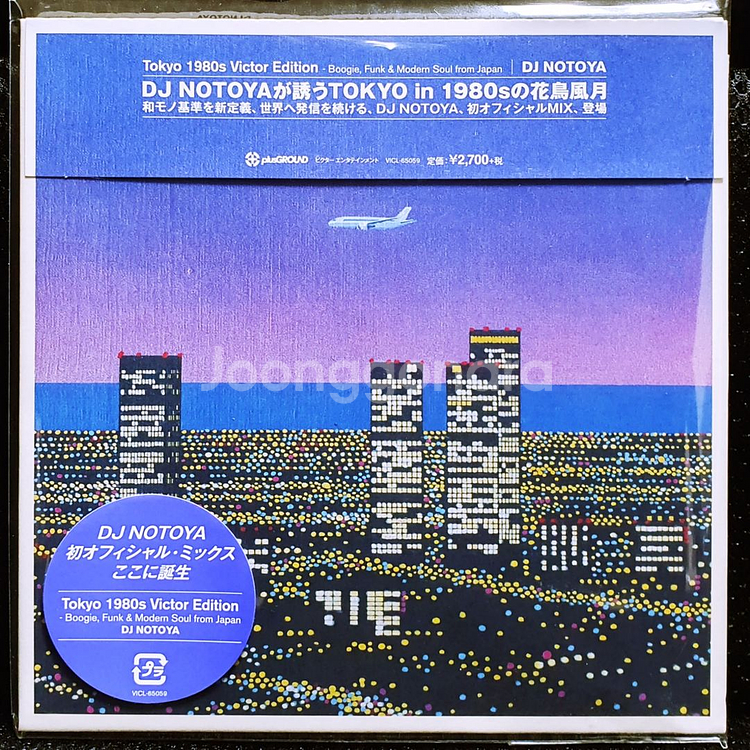 Tokyo 1980s Victor Edition - Boogie, Funk & Modern Soul from Japan | DJ NOTOYA
DJ NOTOYAが誘うTOKYO in 1980sの花鳥風月
和モノ基準を新定義、世界へ発信を続ける、DJ NOTOYA、初オフィシャルMIX、登場
plusGROUND ビクターエンタテインメント VICL-65059 定価:¥2,700+税
Joonggonara
DJ NOTOYA
初オフィシャル・ミックス
ここに誕生
Tokyo 1980s Victor Edition
- Boogie, Funk & Modern Soul from Japan
DJ NOTOYA
プラ
VICL-65059